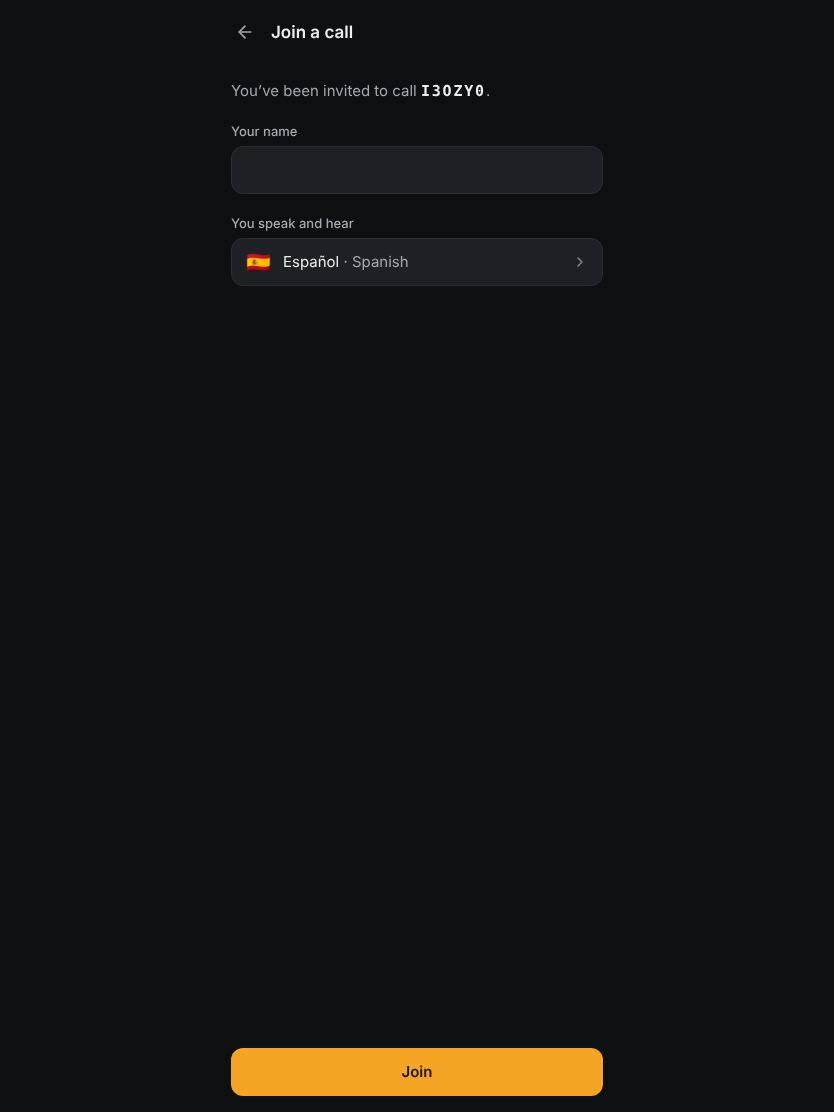 Join a call
You’ve been invited to call I3OZY0.
Your name
You speak and hear
Español · Spanish
Join